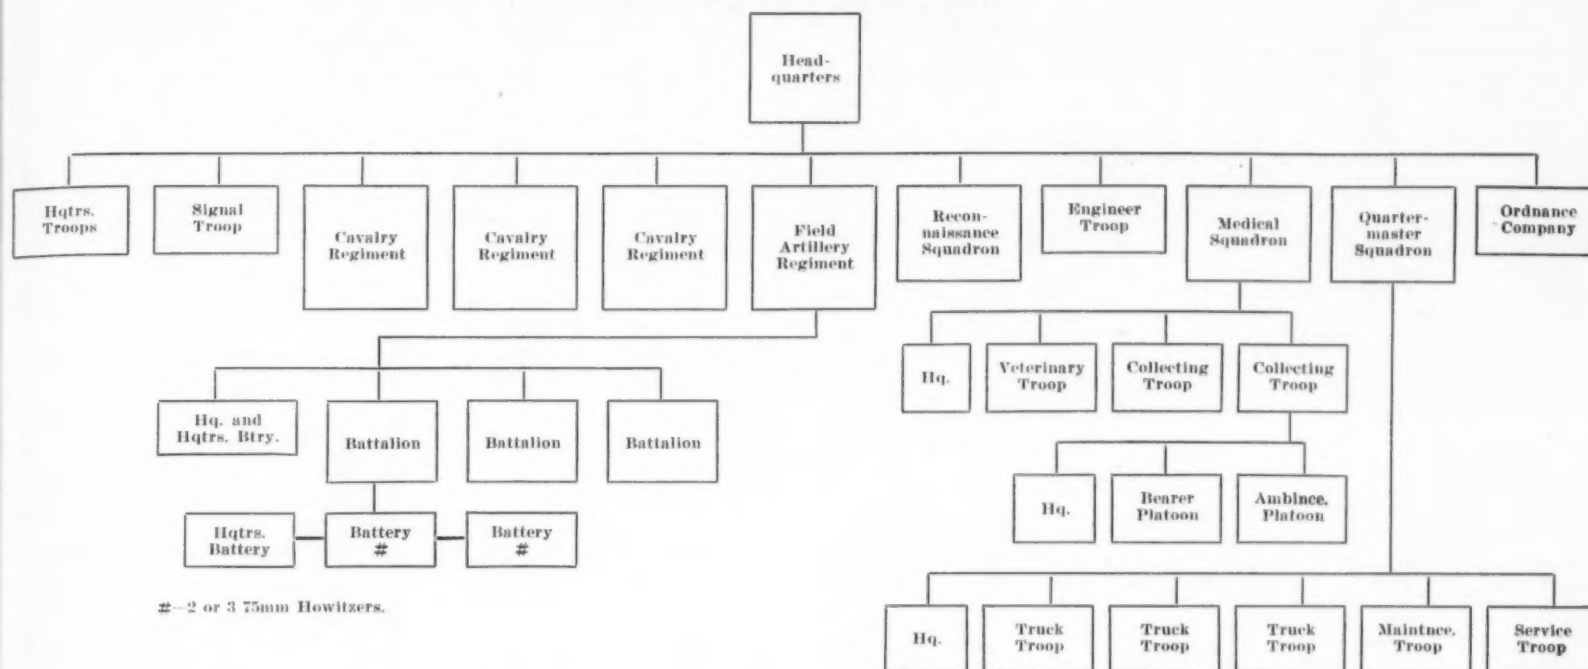 Head-
quarters
Hqtrs.
Troops
Signal
Troop
Cavalry
Regiment
Cavalry
Regiment
Cavalry
Regiment
Field
Artillery
Regiment
Recon-
naissance
Squadron
Engineer
Troop
Medical
Squadron
Quarter-
master
Squadron
Ordnance
Company
Hq. and
Hqtrs. Btry.
Battalion
Battalion
Battalion
Hqtrs.
Battery
Battery
#
Battery
#
#—2 or 3 75mm Howitzers.
Hq.
Veterinary
Troop
Collecting
Troop
Collecting
Troop
Hq.
Bearer
Platoon
Amblnce.
Platoon
Hq.
Truck
Troop
Truck
Troop
Truck
Troop
Maintnce.
Troop
Service
Troop